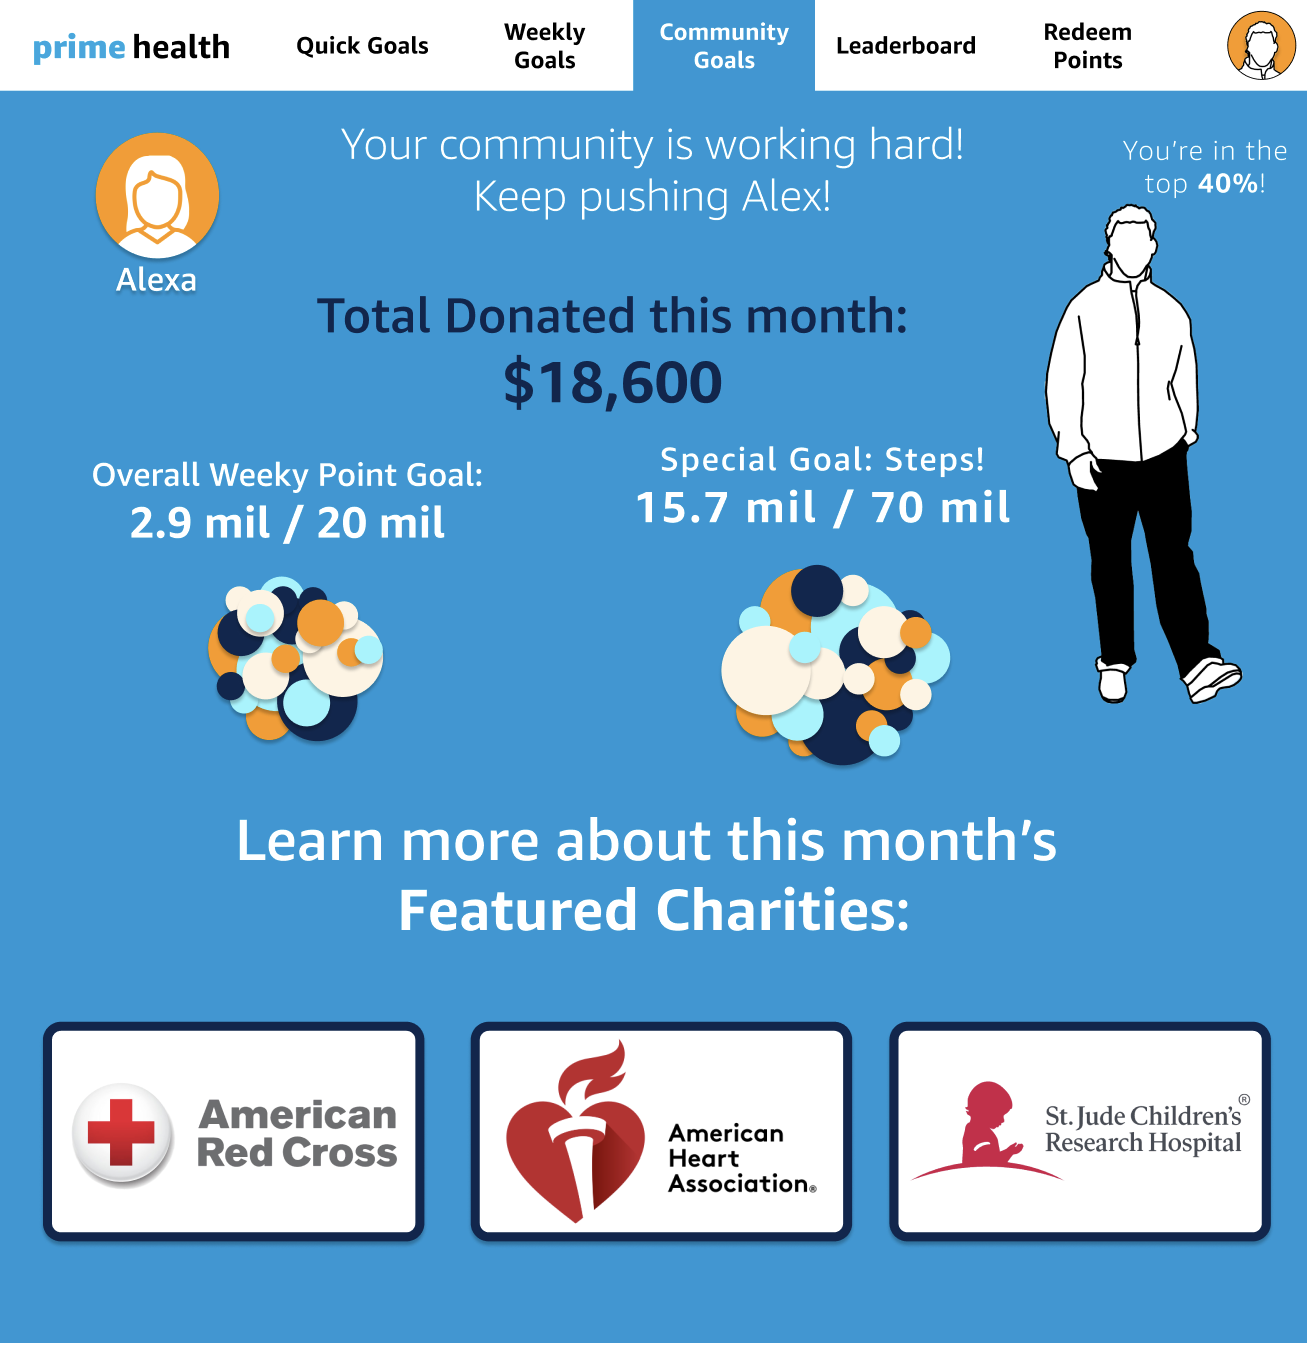 prime health
Quick Goals
Weekly
Goals
Community
Goals
Leaderboard
Redeem
Points
Your community is working hard!
Keep pushing Alex!
You're in the
top 40%!
Alexa
Total Donated this month:
$18,600
Overall Weeky Point Goal:
2.9 mil / 20 mil
Special Goal: Steps!
15.7 mil / 70 mil
Learn more about this month's
Featured Charities:
American
Red Cross
American
Heart
Association®
St. Jude Children's®
Research Hospital